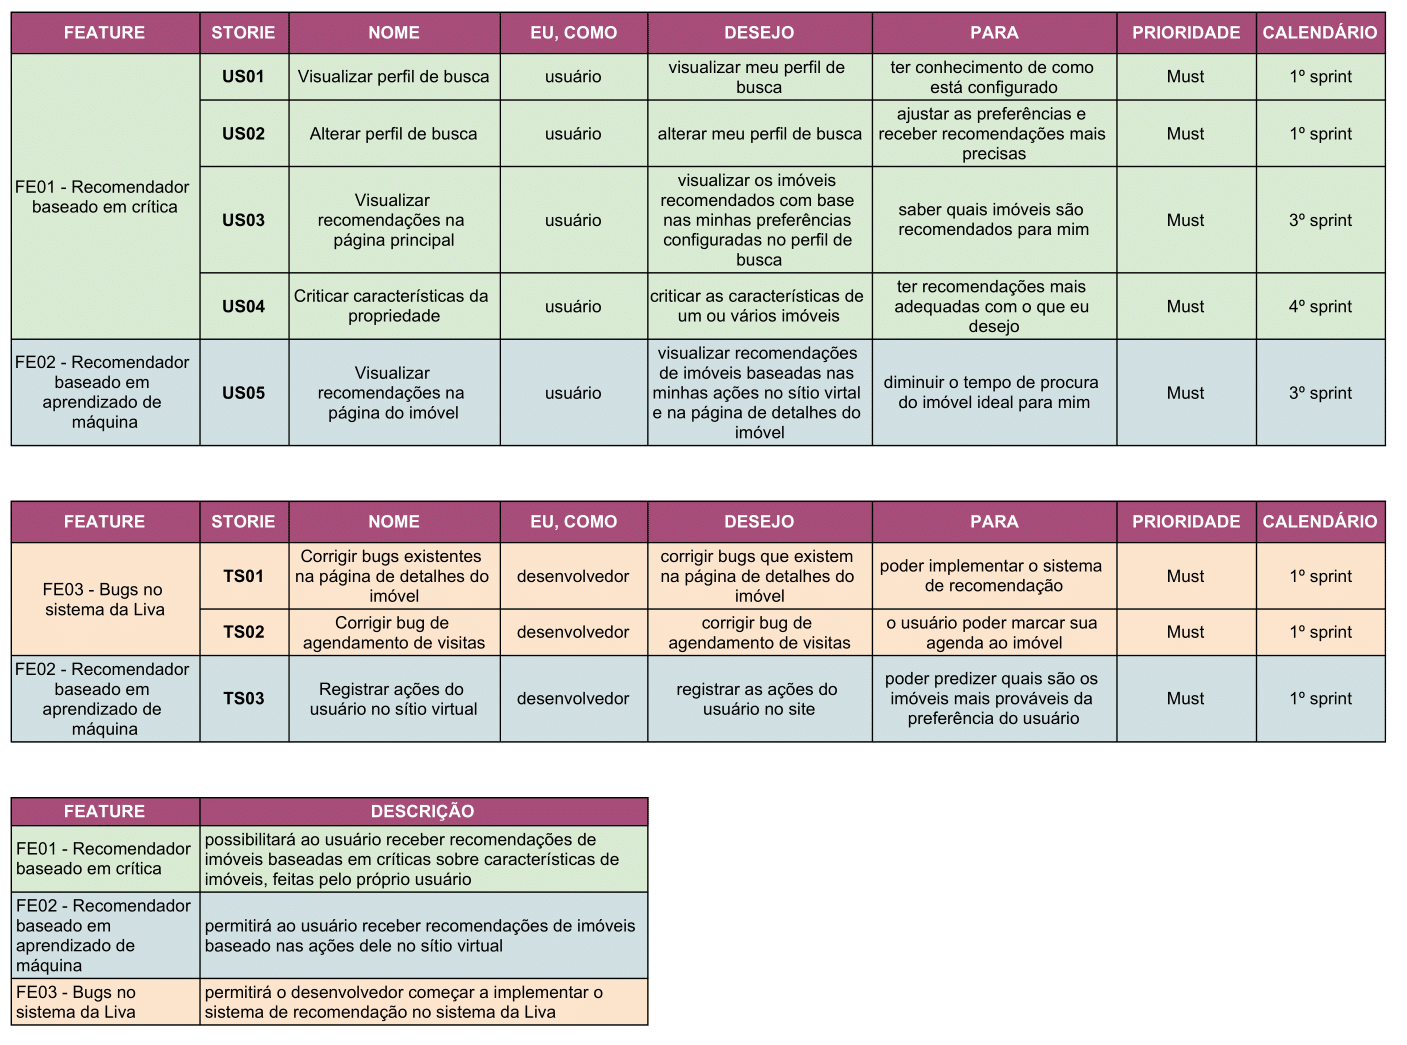 FEATURE STORIE NOME EU, COMO DESEJO PARA PRIORIDADE CALENDÁRIO
FE01 - Recomendador
baseado em crítica
US01
Visualizar perfil de busca
usuário
visualizar meu perfil de
busca
ter conhecimento de como
está configurado
Must
1º sprint
US02
Alterar perfil de busca
usuário
alterar meu perfil de busca
ajustar as preferências e
receber recomendações mais
precisas
Must
1º sprint
US03
Visualizar
recomendações na
página principal
usuário
visualizar os imóveis
recomendados com base
nas minhas preferências
configuradas no perfil de
busca
saber quais imóveis são
recomendados para mim
Must
3º sprint
US04
Criticar características da
propriedade
usuário
criticar as características de
um ou vários imóveis
ter recomendações mais
adequadas com o que eu
desejo
Must
4º sprint
FE02 - Recomendador
baseado em
aprendizado de
máquina
US05
Visualizar
recomendações na
página do imóvel
usuário
visualizar recomendações
de imóveis baseadas nas
minhas ações no sítio virtal
e na página de detalhes do
imóvel
diminuir o tempo de procura
do imóvel ideal para mim
Must
3º sprint
FEATURE STORIE NOME EU, COMO DESEJO PARA PRIORIDADE CALENDÁRIO
FE03 - Bugs no
sistema da Liva
TS01
Corrigir bugs existentes
na página de detalhes do
imóvel
desenvolvedor
corrigir bugs que existem
na página de detalhes do
imóvel
poder implementar o sistema
de recomendação
Must
1º sprint
TS02
Corrigir bug de
agendamento de visitas
desenvolvedor
corrigir bug de
agendamento de visitas
o usuário poder marcar sua
agenda ao imóvel
Must
1º sprint
FE02 - Recomendador
baseado em
aprendizado de
máquina
TS03
Registrar ações do
usuário no sítio virtual
desenvolvedor
registrar as ações do
usuário no site
poder predizer quais são os
imóveis mais prováveis da
preferência do usuário
Must
1º sprint
FEATURE DESCRIÇÃO
FE01 - Recomendador
baseado em crítica
possibilitará ao usuário receber recomendações de
imóveis baseadas em críticas sobre características de
imóveis, feitas pelo próprio usuário
FE02 - Recomendador
baseado em
aprendizado de
máquina
permitirá ao usuário receber recomendações de imóveis
baseado nas ações dele no sítio virtual
FE03 - Bugs no
sistema da Liva
permitirá o desenvolvedor começar a implementar o
sistema de recomendação no sistema da Liva